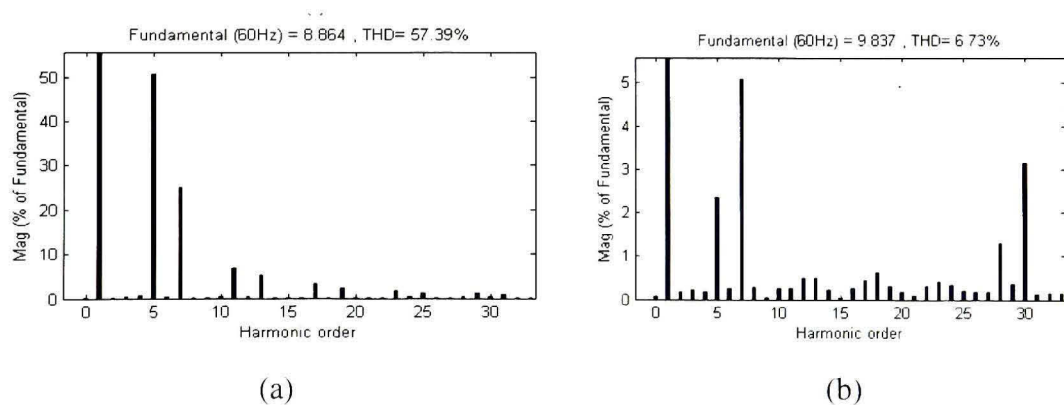 Fundamental (60Hz) = 8.864 , THD= 57.39%
50
40
30
20
10
0
Mag (% of Fundamental)
0 5 10 15 20 25 30
Harmonic order
(a)
Fundamental (60Hz) = 9 837 , THD= 6 73%
5
4
3
2
1
0
Mag (% of Fundamental)
0 5 10 15 20 25 30
Harmonic order
(b)